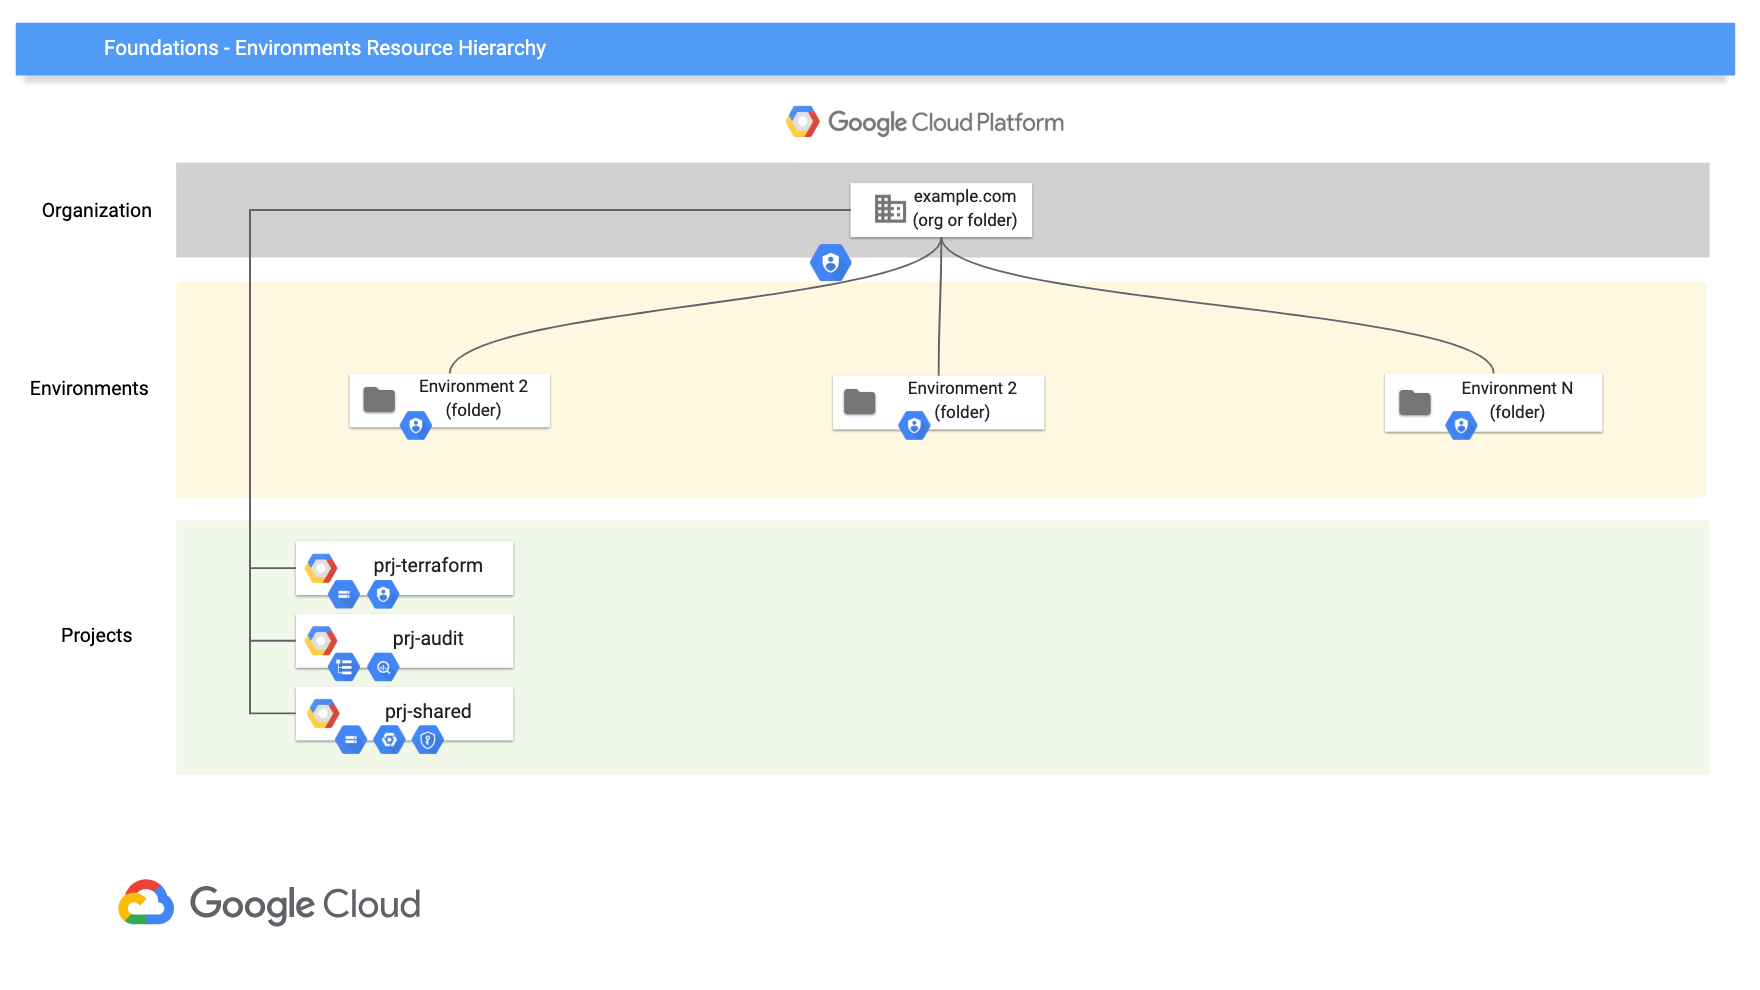 Foundations - Environments Resource Hierarchy
Google Cloud Platform
Organization
example.com
(org or folder)
Environments
Environment 2
(folder)
Environment 2
(folder)
Environment N
(folder)
Projects
prj-terraform
prj-audit
prj-shared
Google Cloud